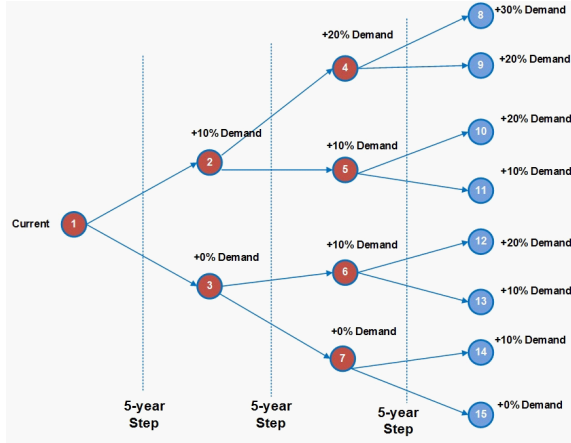 +30% Demand
8
+20% Demand
4
9
+20% Demand
+20% Demand
10
+10% Demand
2
+10% Demand
5
+10% Demand
11
Current
1
+10% Demand
12
+20% Demand
+0% Demand
3
6
13
+10% Demand
+0% Demand
7
14
+10% Demand
15
+0% Demand
5-year
Step
5-year
Step
5-year
Step